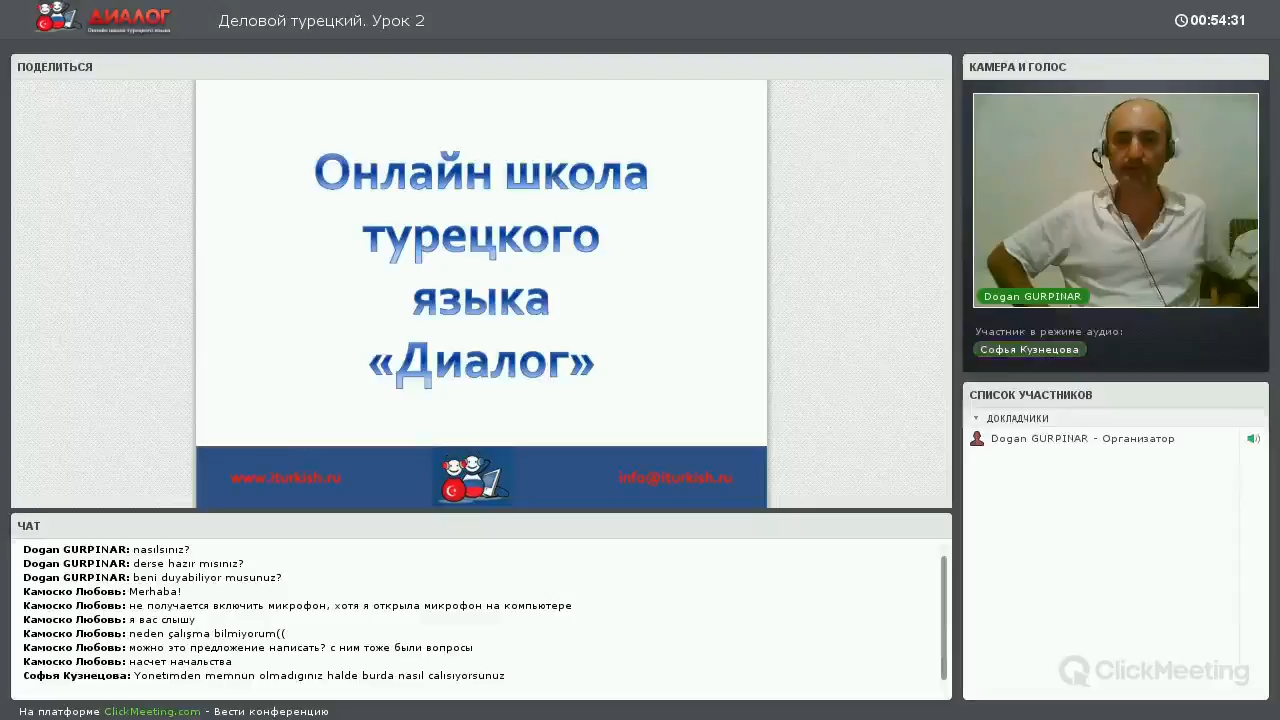 ДИАЛОГ
Онлайн школа турецкого языка
Деловой турецкий. Урок 2
00:54:31
ПОДЕЛИТЬСЯ
Онлайн школа
турецкого
языка
«Диалог»
www.iturkish.ru
info@iturkish.ru
КАМЕРА И ГОЛОС
Dogan GURPINAR
Участник в режиме аудио:
Софья Кузнецова
СПИСОК УЧАСТНИКОВ
ДОКЛАДЧИКИ
Dogan GURPINAR - Организатор
ЧАТ
Dogan GURPINAR: nasılsınız?
Dogan GURPINAR: derse hazır mısınız?
Dogan GURPINAR: beni duyabiliyor musunuz?
Камоско Любовь: Merhaba!
Камоско Любовь: не получается включить микрофон, хотя я открыла микрофон на компьютере
Камоско Любовь: я вас слышу
Камоско Любовь: neden çalışma bilmiyorum((
Камоско Любовь: можно это предложение написать? с ним тоже были вопросы
Камоско Любовь: насчет начальства
Софья Кузнецова: Yonetımden memnun olmadıgınız halde burda nasıl calısıyorsunuz
ClickMeeting
На платформе ClickMeeting.com - Вести конференцию